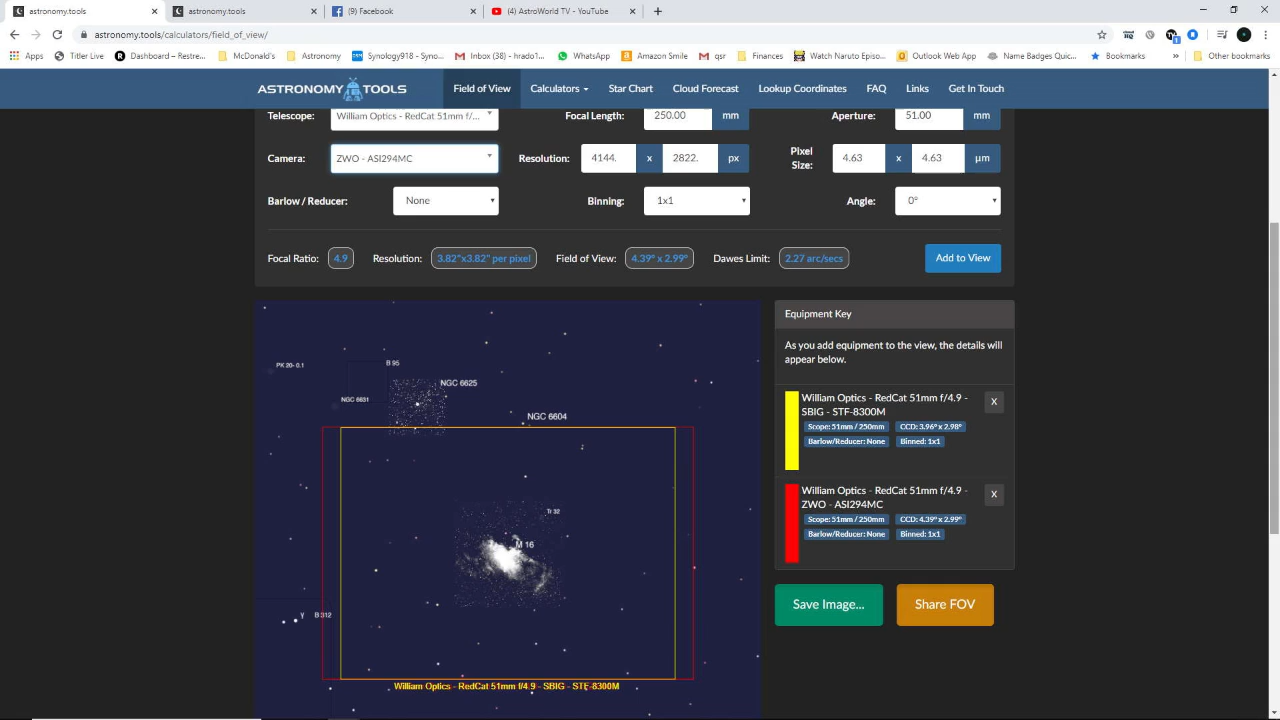 astronomy.tools
astronomy.tools
(9) Facebook
(4) AstroWorld TV - YouTube
astronomy.tools/calculators/field_of_view/
Apps
Titler Live
Dashboard – Restre...
McDonald's
Astronomy
Synology918 - Syno...
Inbox (38) - hrado1...
WhatsApp
Amazon Smile
qsr
Finances
Watch Naruto Epis...
Outlook Web App
Name Badges Quic...
Bookmarks
»
Other bookmarks
ASTRONOMY TOOLS
Field of View
Calculators
Star Chart
Cloud Forecast
Lookup Coordinates
FAQ
Links
Get In Touch
Telescope:
William Optics - RedCat 51mm f/...
Focal Length:
250.00
mm
Aperture:
51.00
mm
Camera:
ZWO - ASI294MC
Resolution:
4144.
x
2822.
px
Pixel
Size:
4.63
x
4.63
µm
Barlow / Reducer:
None
Binning:
1x1
Angle:
0°
Focal Ratio:
4.9
Resolution:
3.82"x3.82" per pixel
Field of View:
4.39° x 2.99°
Dawes Limit:
2.27 arc/secs
Add to View
PK 20- 0.1
B 95
NGC 6625
NGC 6631
NGC 6604
Tr 32
M 16
γ
B 312
William Optics - RedCat 51mm f/4.9 - SBIG - STF-8300M
Equipment Key
As you add equipment to the view, the details will
appear below.
William Optics - RedCat 51mm f/4.9 -
SBIG - STF-8300M
X
Scope: 51mm / 250mm
CCD: 3.96° x 2.98°
Barlow/Reducer: None
Binned: 1x1
William Optics - RedCat 51mm f/4.9 -
ZWO - ASI294MC
X
Scope: 51mm / 250mm
CCD: 4.39° x 2.99°
Barlow/Reducer: None
Binned: 1x1
Save Image...
Share FOV